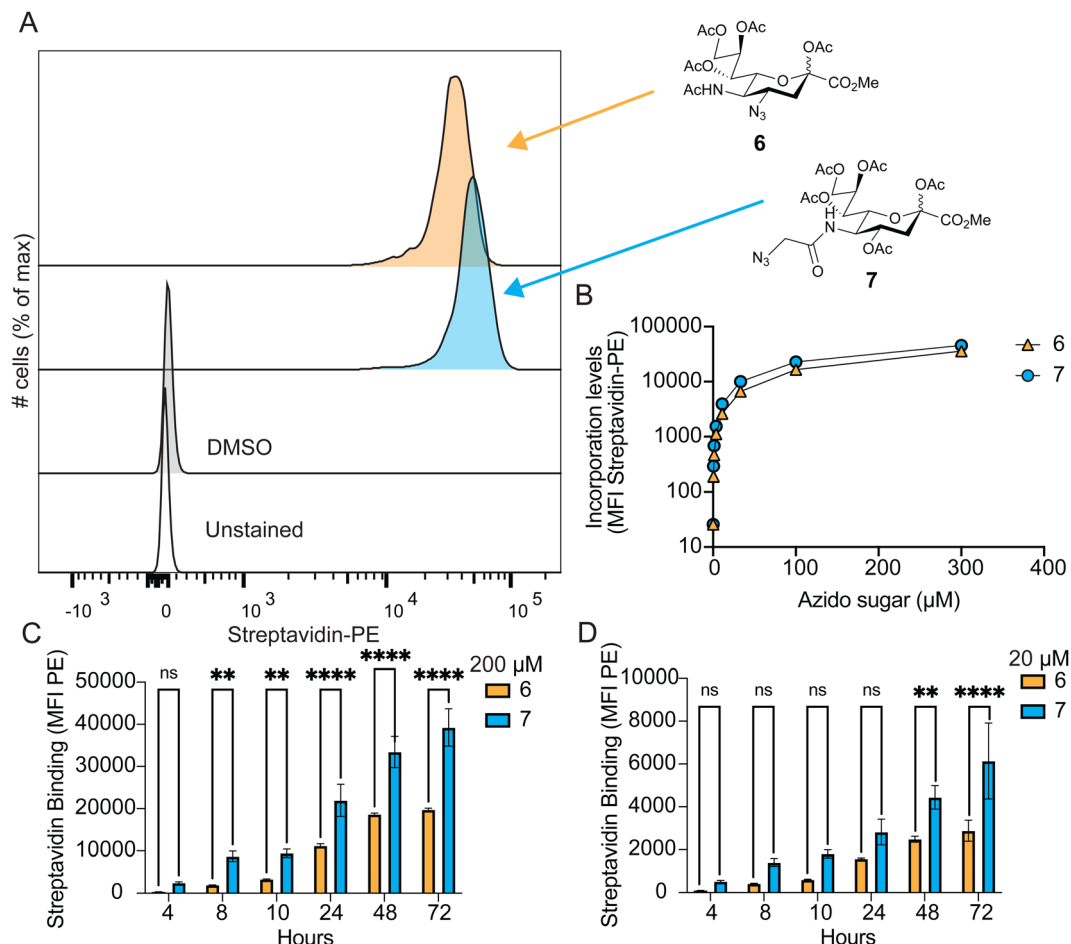 A
# cells (% of max)
DMSO
Unstained
-10 3 0 10 3 10 4 10 5
Streptavidin-PE
AcO OAc
AcO
OAc
O
CO2Me
AcHN
N3
6
AcO OAc
AcO
OAc
H
O
CO2Me
N
OAc
N3
O
7
B
Incorporation levels
(MFI Streptavidin-PE)
100000
10000
1000
100
10
0 100 200 300 400
Azido sugar (µM)
6
7
C
Streptavidin Binding (MFI PE)
50000
40000
30000
20000
10000
0
ns ** ** **** **** ****
200 µM
6
7
4 8 10 24 48 72
Hours
D
Streptavidin Binding (MFI PE)
8000
6000
4000
2000
0
ns ns ns ns ** ****
20 µM
6
7
4 8 10 24 48 72
Hours